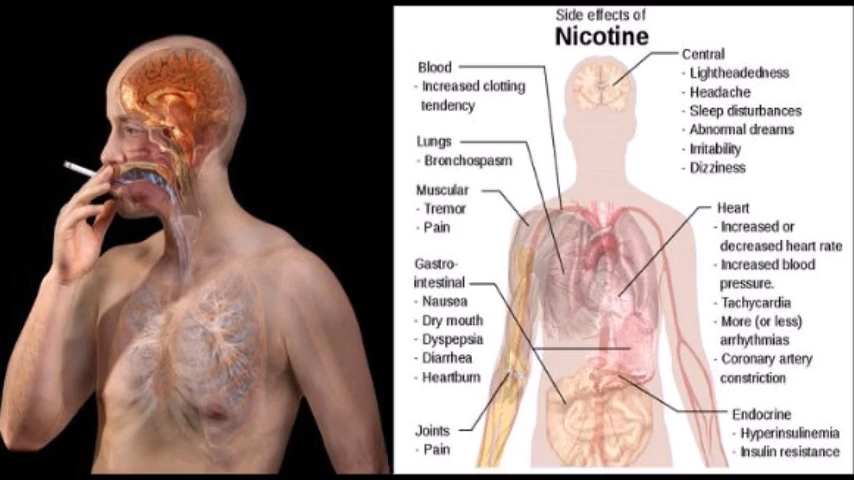 Side effects of
Nicotine
Blood
- Increased clotting
tendency
Lungs
- Bronchospasm
Muscular
- Tremor
- Pain
Gastro-
intestinal
- Nausea
- Dry mouth
- Dyspepsia
- Diarrhea
- Heartburn
Joints
- Pain
Central
- Lightheadedness
- Headache
- Sleep disturbances
- Abnormal dreams
- Irritability
- Dizziness
Heart
- Increased or
decreased heart rate
- Increased blood
pressure.
- Tachycardia
- More (or less)
arrhythmias
- Coronary artery
constriction
Endocrine
- Hyperinsulinemia
- Insulin resistance